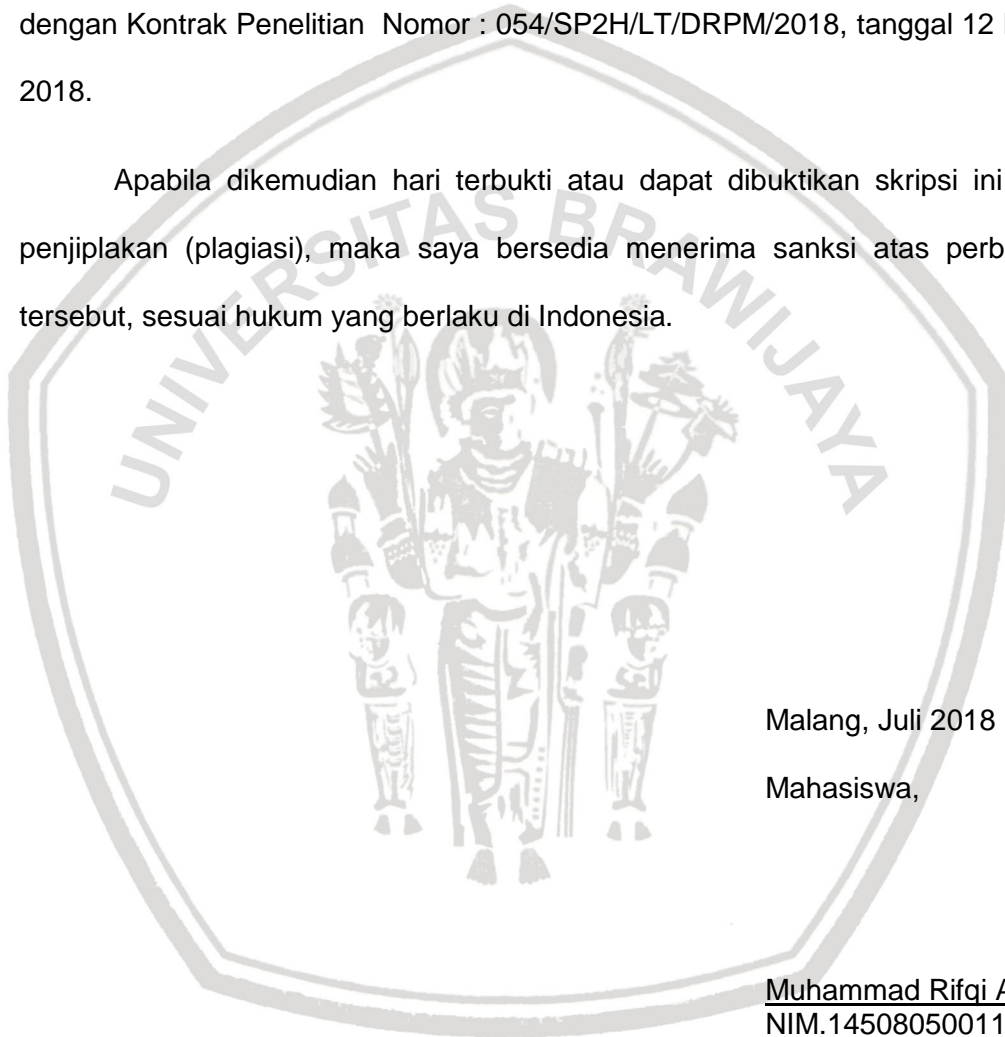 dengan Kontrak Penelitian Nomor : 054/SP2H/LT/DRPM/2018, tanggal 12
2018.
Apabila dikemudian hari terbukti atau dapat dibuktikan skripsi ini
penjiplakan (plagiasi), maka saya bersedia menerima sanksi atas perb
tersebut, sesuai hukum yang berlaku di Indonesia.
UNIVERSITAS BRAWIJAYA
Malang, Juli 2018
Mahasiswa,
Muhammad Rifqi A
NIM.14508050011